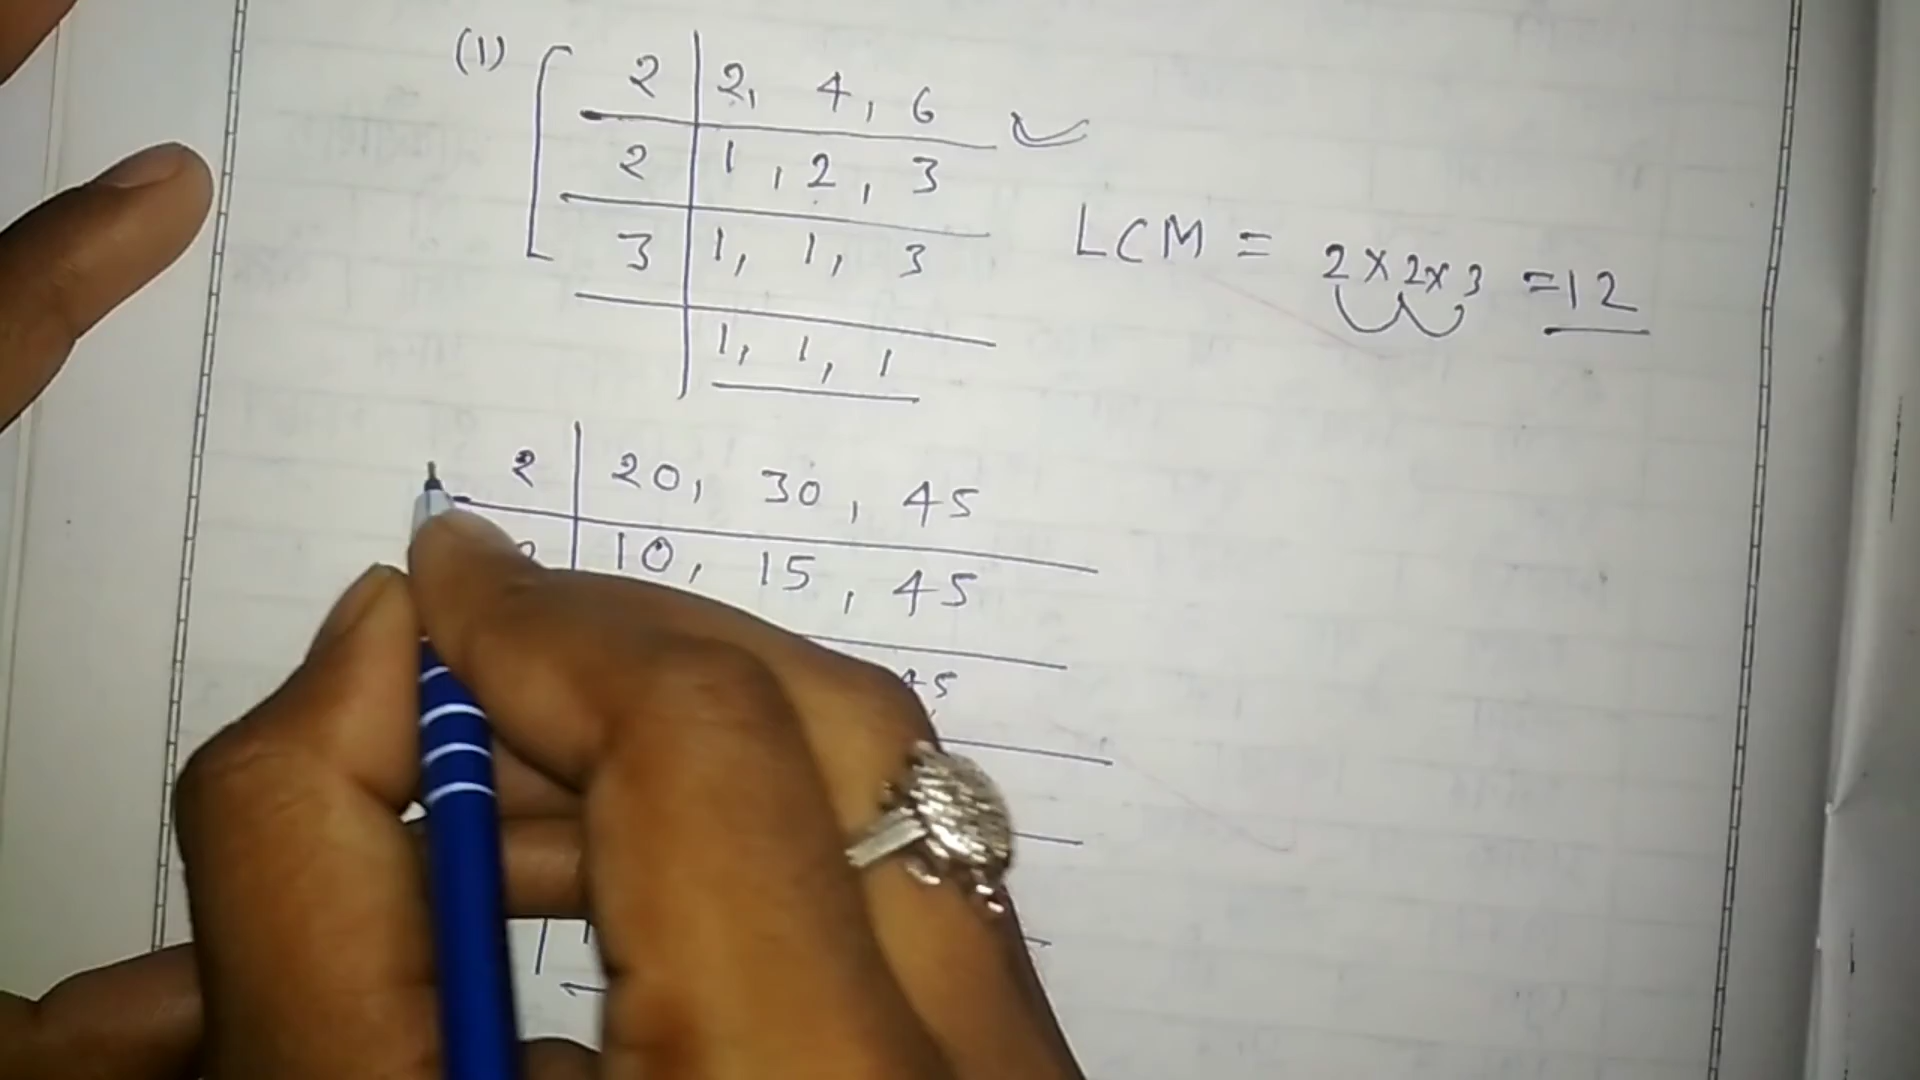 (1) 2 | 2, 4, 6
2 | 1, 2, 3
3 | 1, 1, 3
LCM = 2×2×3 = 12
1, 1, 1
2 | 20, 30, 45
10, 15, 45
45